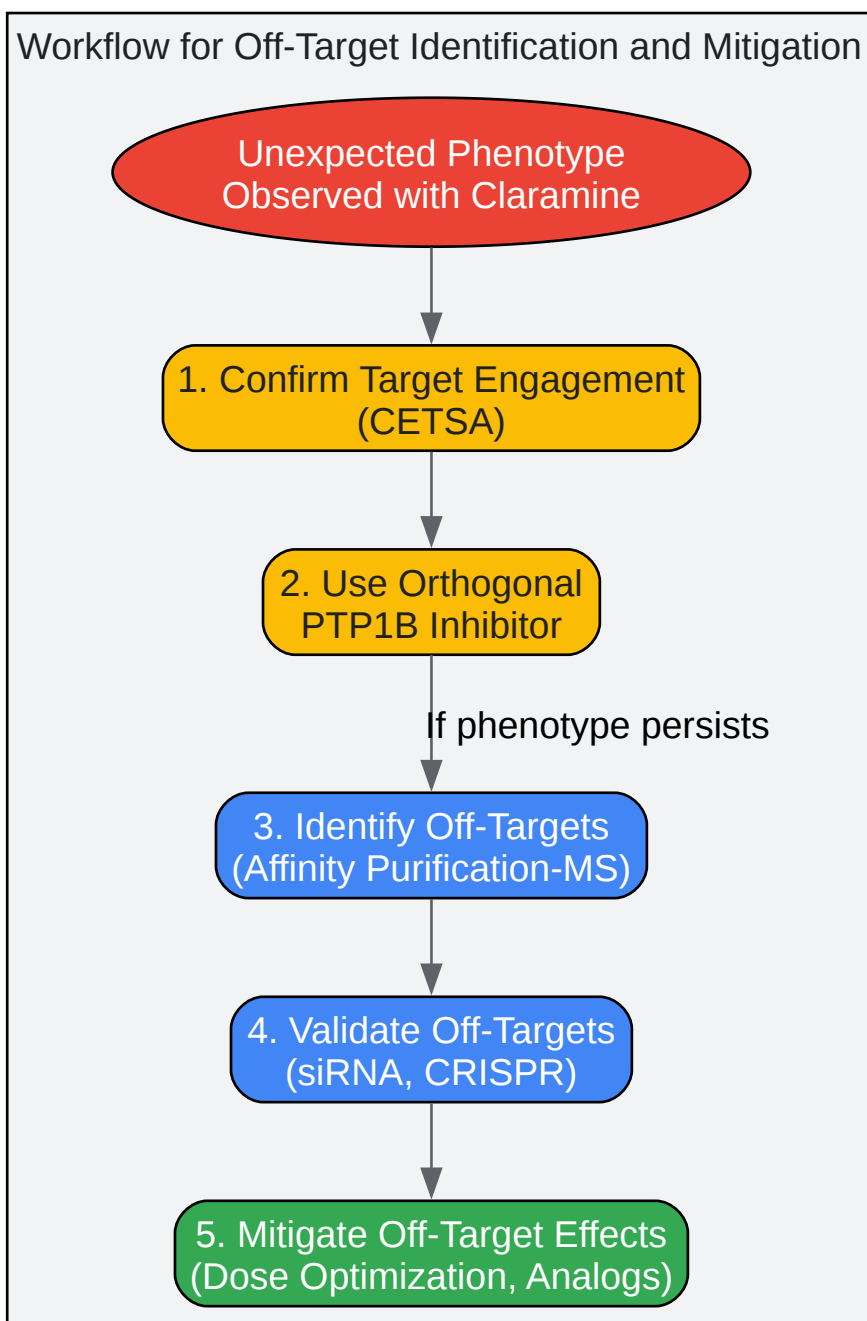 Workflow for Off-Target Identification and Mitigation
Unexpected Phenotype
Observed with Claramine
1. Confirm Target Engagement
(CETSA)
2. Use Orthogonal
PTP1B Inhibitor
If phenotype persists
3. Identify Off-Targets
(Affinity Purification-MS)
4. Validate Off-Targets
(siRNA, CRISPR)
5. Mitigate Off-Target Effects
(Dose Optimization, Analogs)